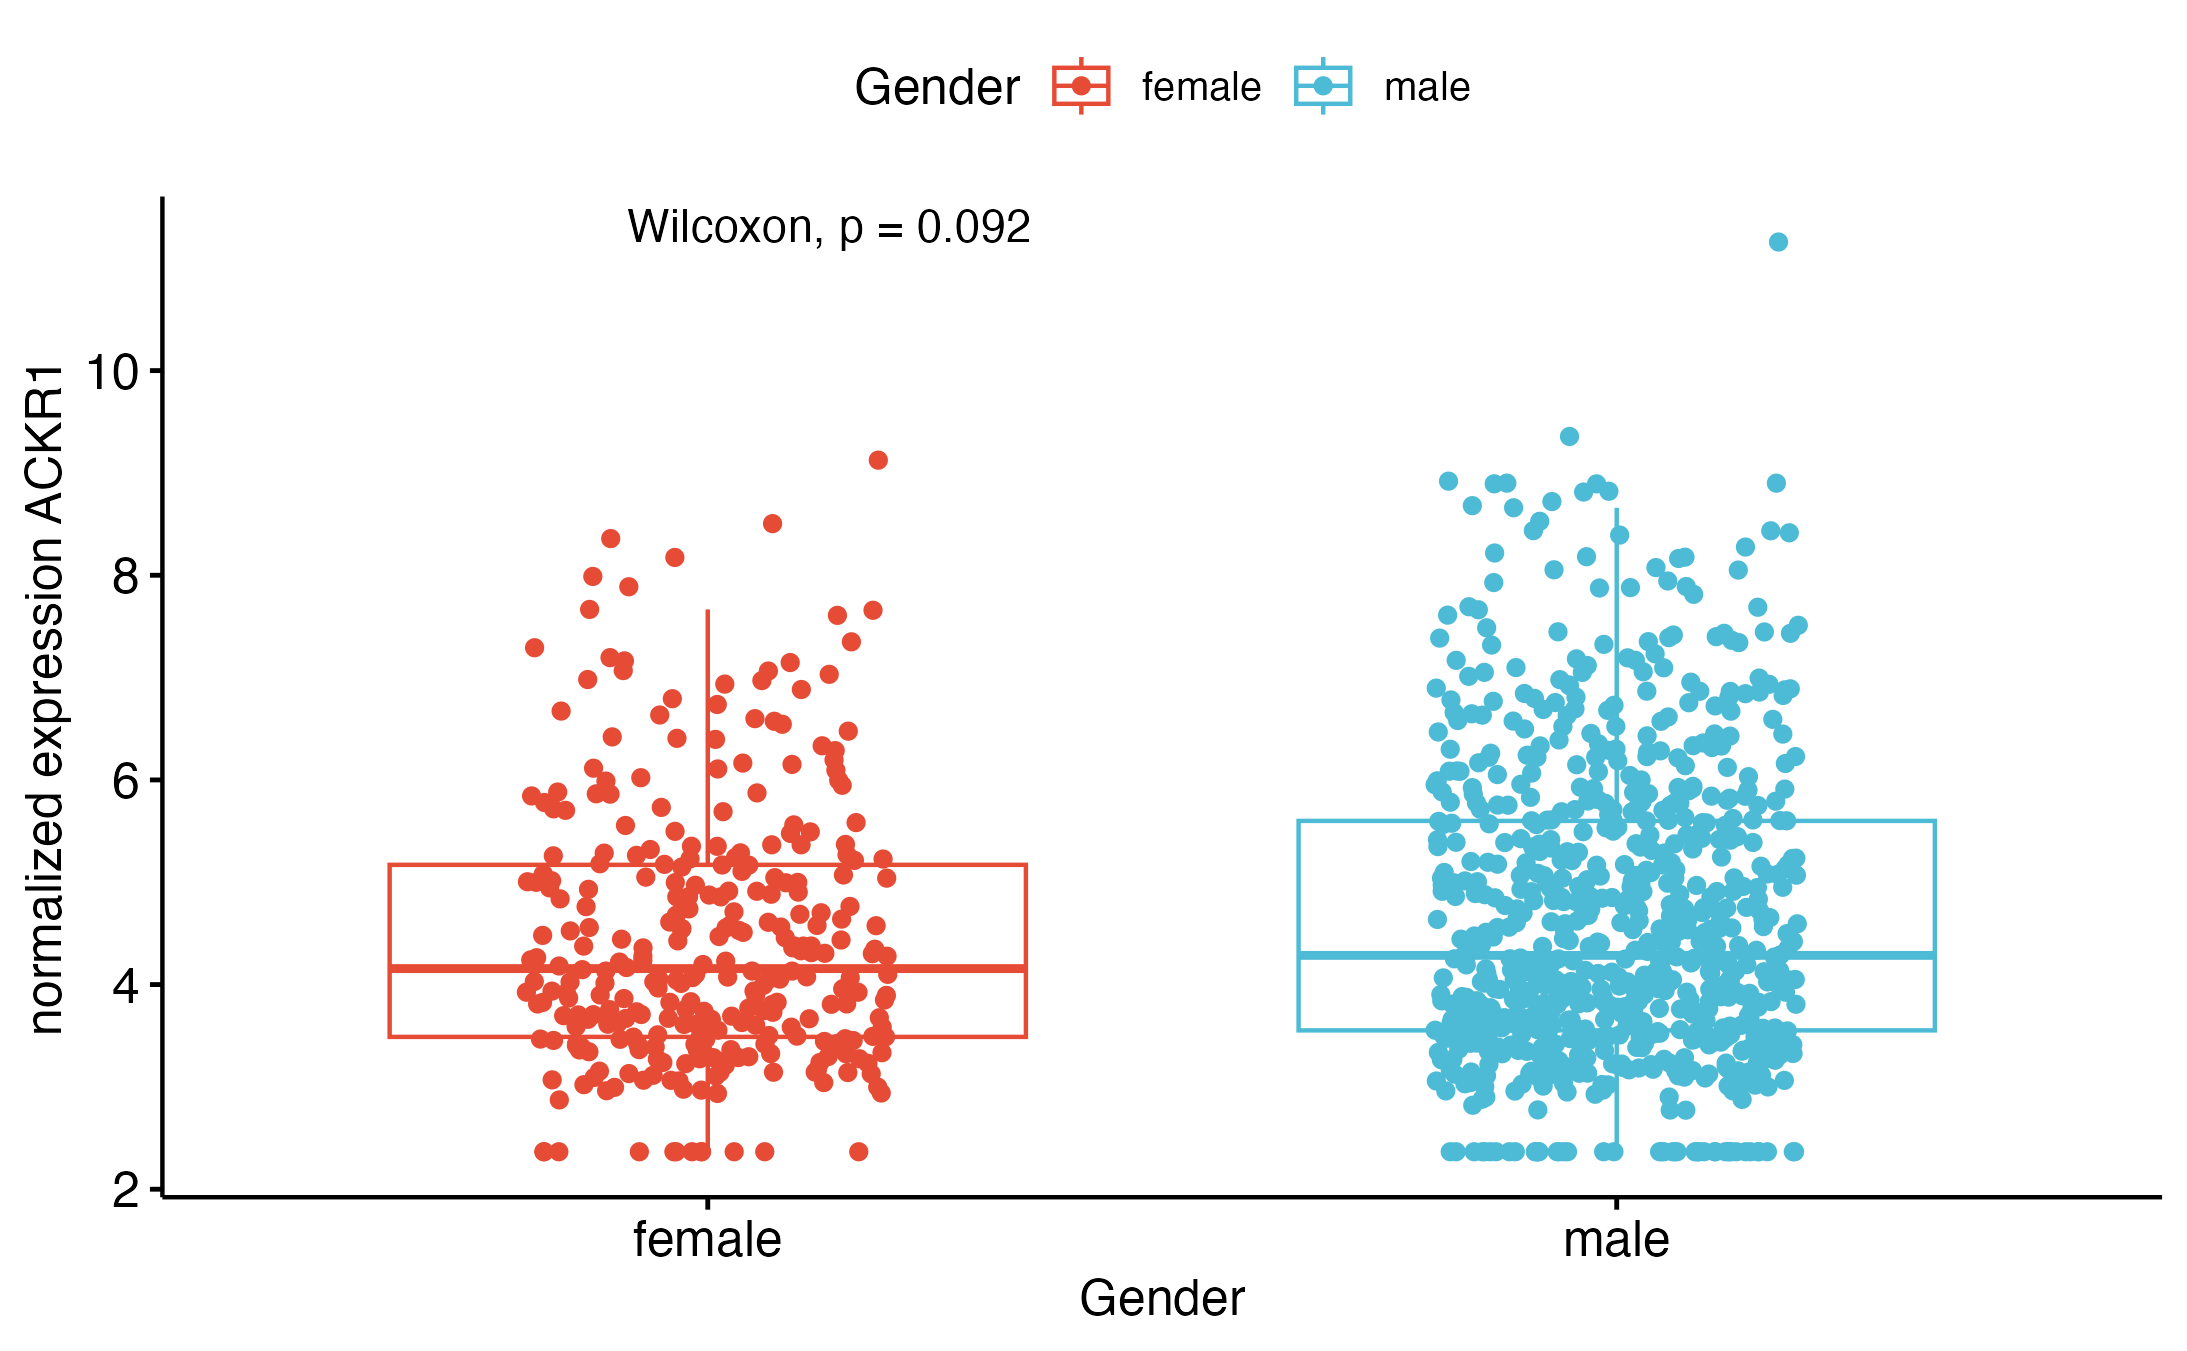 Gender female male
Wilcoxon, p = 0.092
normalized expression ACKR1
10
8
6
4
2
female male
Gender